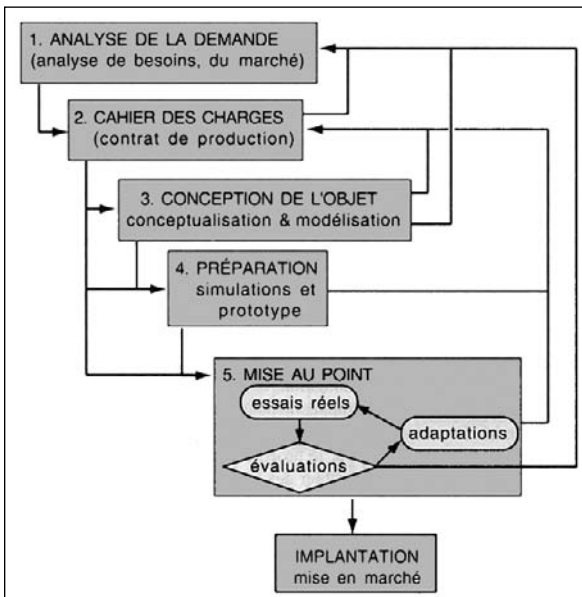 1. ANALYSE DE LA DEMANDE
(analyse de besoins, du marché)
2. CAHIER DES CHARGES
(contrat de production)
3. CONCEPTION DE L'OBJET
conceptualisation & modélisation
4. PRÉPARATION
simulations et
prototype
5. MISE AU POINT
essais réels
adaptations
évaluations
IMPLANTATION
mise en marché